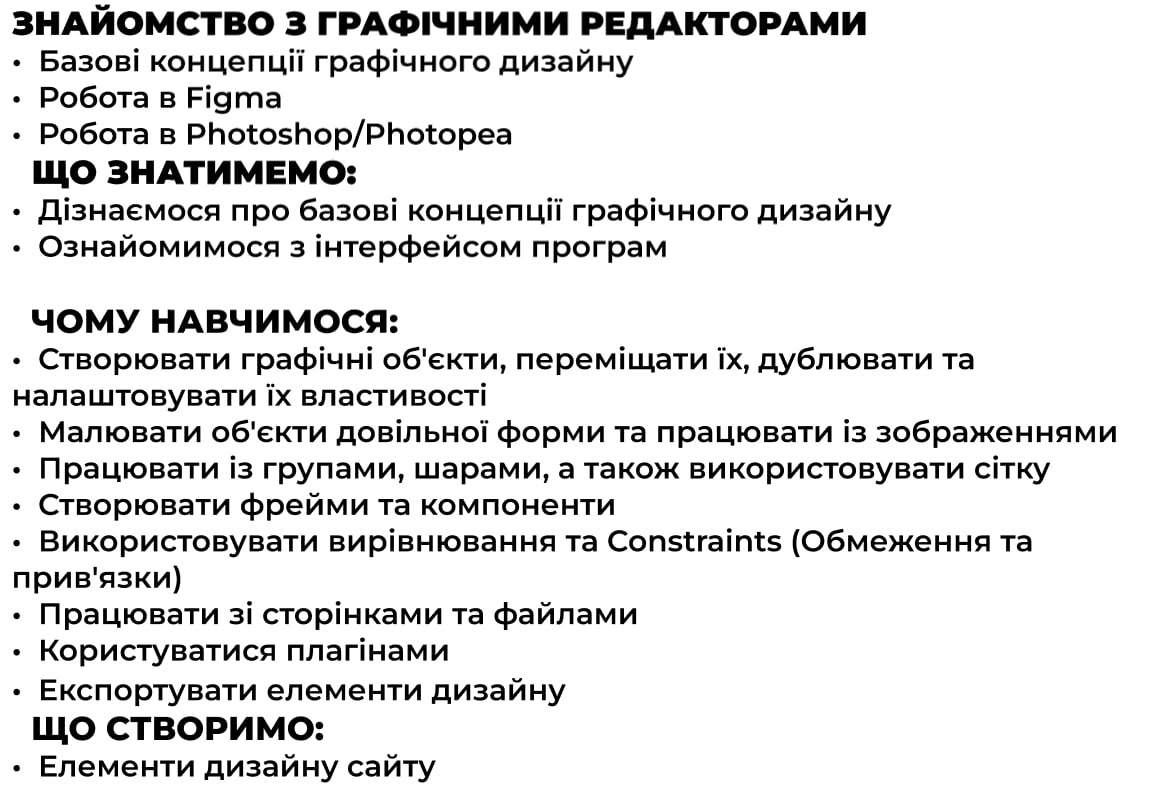 ЗНАЙОМСТВО З ГРАФІЧНИМИ РЕДАКТОРАМИ
• Базові концепції графічного дизайну
• Робота в Figma
• Робота в Photoshop/Photopea
ЩО ЗНАТИМЕМО:
• Дізнаємося про базові концепції графічного дизайну
• Ознайомимося з інтерфейсом програм
ЧОМУ НАВЧИМОСЯ:
• Створювати графічні об'єкти, переміщати їх, дублювати та
налаштовувати їх властивості
• Малювати об'єкти довільної форми та працювати із зображеннями
• Працювати із групами, шарами, а також використовувати сітку
• Створювати фрейми та компоненти
• Використовувати вирівнювання та Constraints (Обмеження та
прив'язки)
• Працювати зі сторінками та файлами
• Користуватися плагінами
• Експортувати елементи дизайну
ЩО СТВОРИМО:
• Елементи дизайну сайту